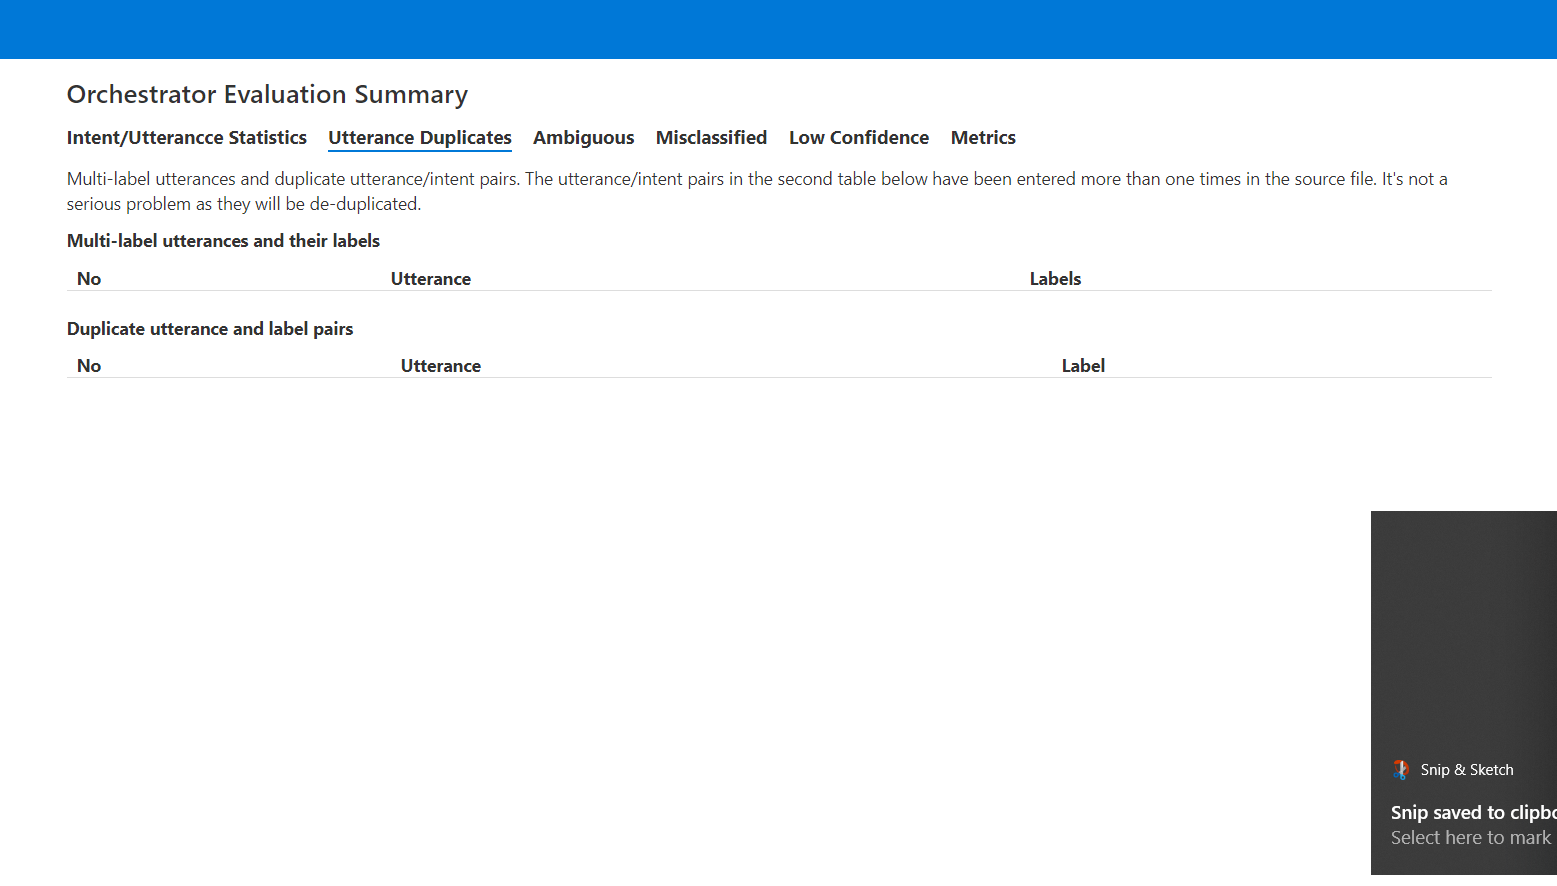 Orchestrator Evaluation Summary
Intent/Utterancce Statistics Utterance Duplicates Ambiguous Misclassified Low Confidence Metrics
Multi-label utterances and duplicate utterance/intent pairs. The utterance/intent pairs in the second table below have been entered more than one times in the source file. It's not a
serious problem as they will be de-duplicated.
Multi-label utterances and their labels
No Utterance Labels
Duplicate utterance and label pairs
No Utterance Label
Snip & Sketch
Snip saved to clipbo
Select here to mark